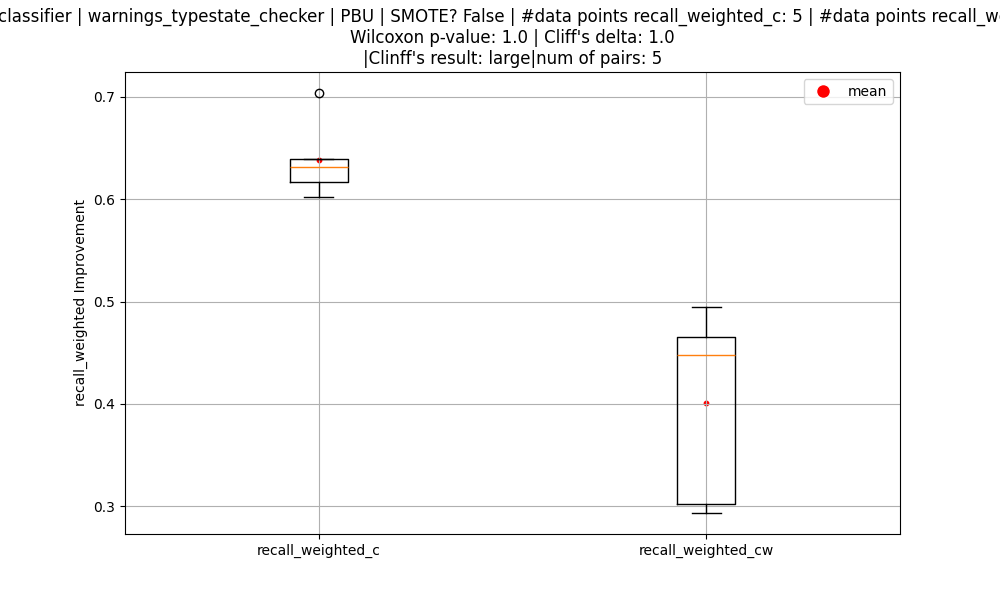 classifier | warnings_typestate_checker | PBU | SMOTE? False | #data points recall_weighted_c: 5 | #data points
Wilcoxon p-value: 1.0 | Cliff's delta: 1.0
|Clinff's result: large|num of pairs: 5
mean
0.7
0.6
0.5
0.4
0.3
recall_weighted Improvement
recall_weighted_c
recall_weighted_cw